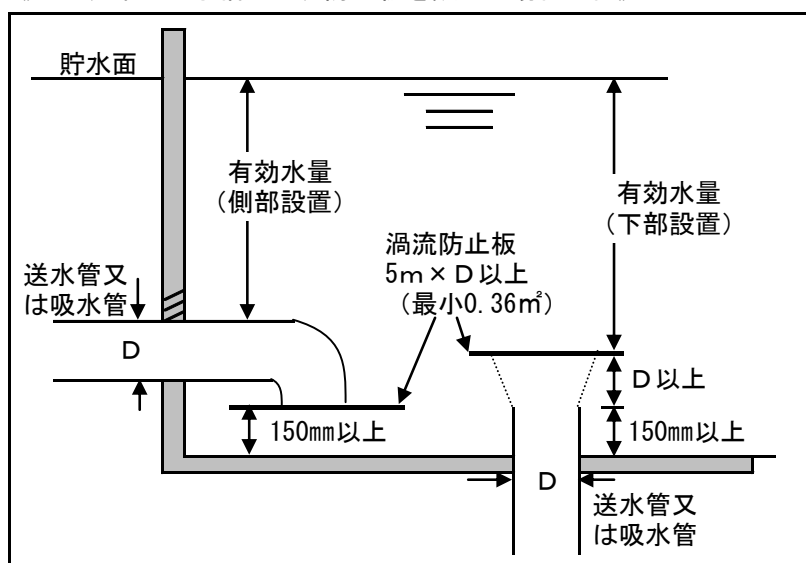 貯水面
有効水量
(側部設置)
有効水量
(下部設置)
渦流防止板
5m×D以上
(最小0.36㎡)
送水管又
は吸水管
D
D以上
150㎜以上
150㎜以上
D
送水管又
は吸水管